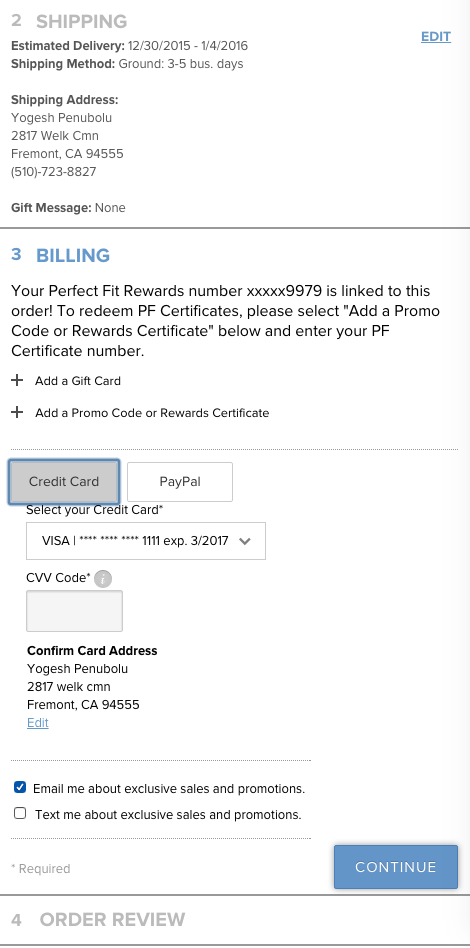 2 SHIPPING
EDIT
Estimated Delivery: 12/30/2015 - 1/4/2016
Shipping Method: Ground: 3-5 bus. days
Shipping Address:
Yogesh Penubolu
2817 Welk Cmn
Fremont, CA 94555
(510)-723-8827
Gift Message: None
3 BILLING
Your Perfect Fit Rewards number xxxxx9979 is linked to this
order! To redeem PF Certificates, please select "Add a Promo
Code or Rewards Certificate" below and enter your PF
Certificate number.
+ Add a Gift Card
+ Add a Promo Code or Rewards Certificate
Credit Card PayPal
Select your Credit Card*
VISA | **** **** **** 1111 exp. 3/2017
CVV Code* i
Confirm Card Address
Yogesh Penubolu
2817 welk cmn
Fremont, CA 94555
Edit
Email me about exclusive sales and promotions.
Text me about exclusive sales and promotions.
* Required
CONTINUE
4 ORDER REVIEW